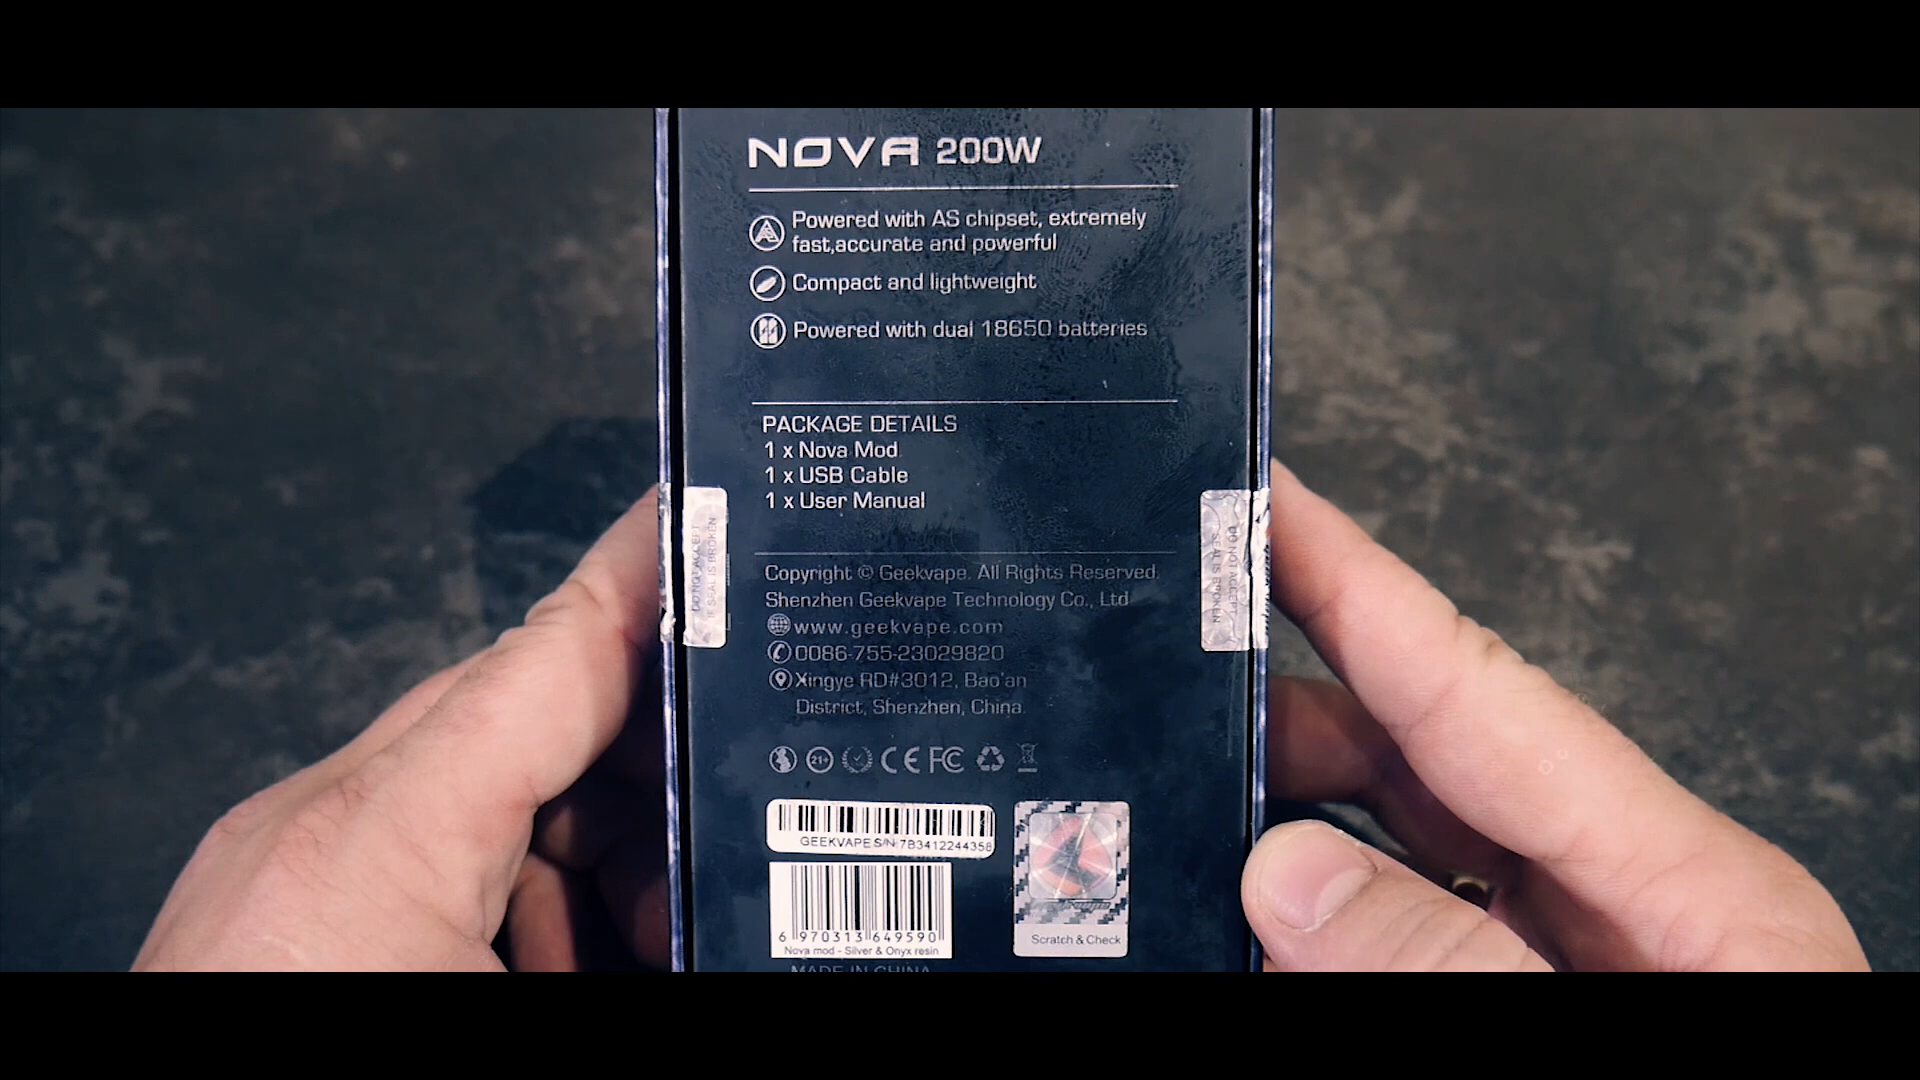 NOVA 200W
Powered with AS chipset, extremely
fast,accurate and powerful
Compact and lightweight
Powered with dual 18650 batteries
PACKAGE DETAILS
1 x Nova Mod
1 x USB Cable
1 x User Manual
DO NOT ACCEPT
IF SEAL IS BROKEN
DO NOT ACCEPT
SEAL IS BROKEN
Copyright © Geekvape. All Rights Reserved.
Shenzhen Geekvape Technology Co., Ltd
www.geekvape.com
0086-755-23029820
Xingye RD#3012, Bao'an
District, Shenzhen, China.
21+ CE FC
GEEKVAPE S/N:7B3412244358
6 970313 649590
Nova mod - Silver & Onyx resin
Scratch & Check
MADE IN CHINA